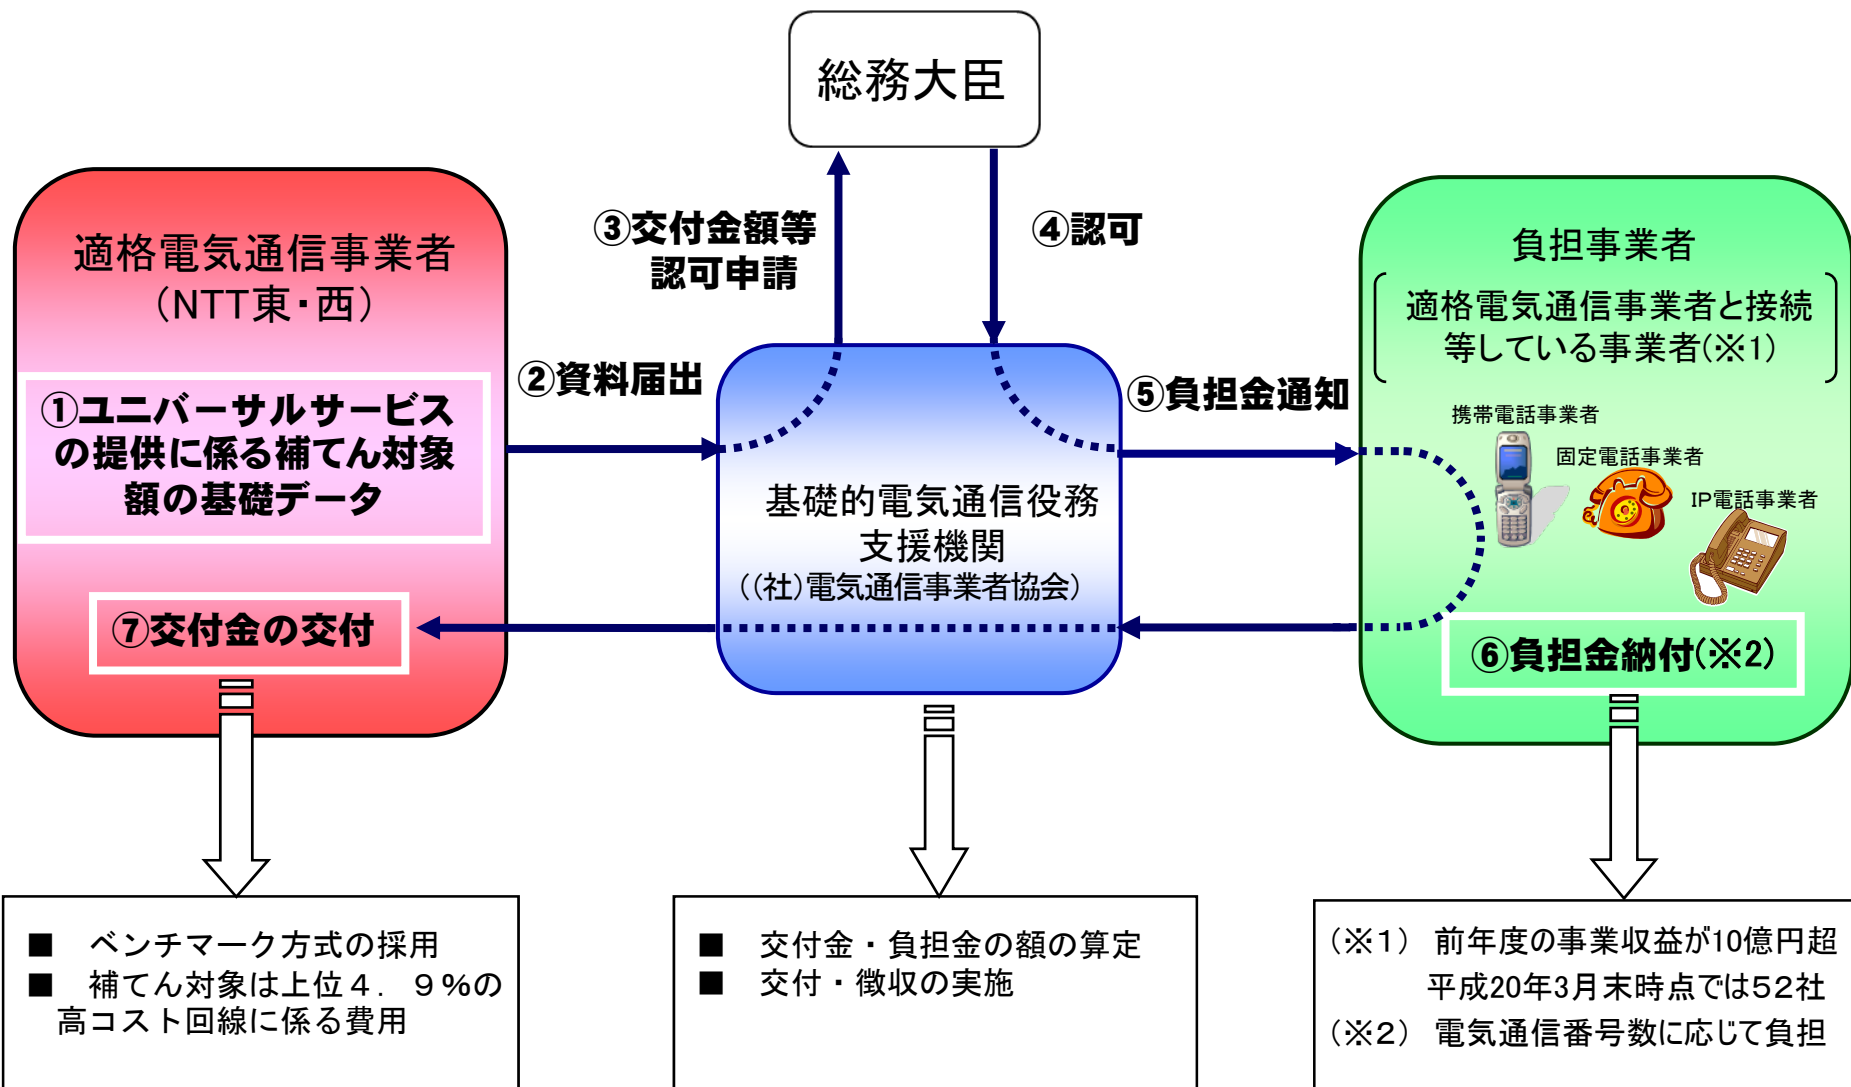 総務大臣
③交付金額等
認可申請
④認可
適格電気通信事業者
（NTT東・西）
①ユニバーサルサービス
の提供に係る補てん対象
額の基礎データ
⑦交付金の交付
②資料届出
基礎的電気通信役務
支援機関
（（社）電気通信事業者協会）
⑤負担金通知
負担事業者
適格電気通信事業者と接続
等している事業者(※1)
携帯電話事業者
固定電話事業者
IP電話事業者
⑥負担金納付(※2)
■ ベンチマーク方式の採用
■ 補てん対象は上位４．９％の
高コスト回線に係る費用
■ 交付金・負担金の額の算定
■ 交付・徴収の実施
（※１） 前年度の事業収益が10億円超
平成20年3月末時点では５２社
（※２） 電気通信番号数に応じて負担